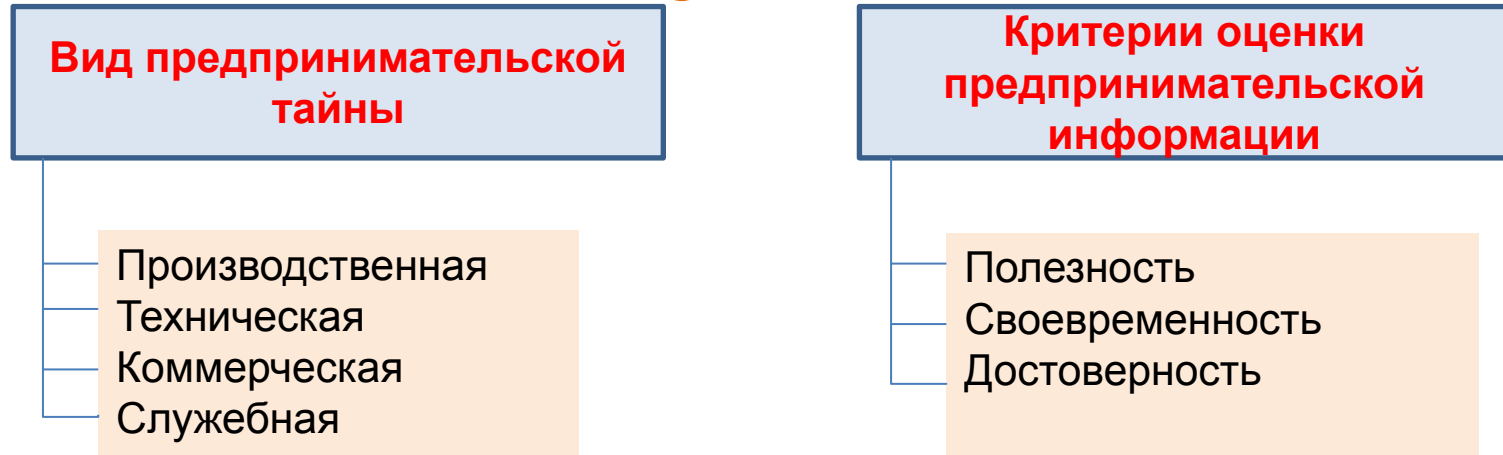 Вид предпринимательской
тайны
Производственная
Техническая
Коммерческая
Служебная
Критерии оценки
предпринимательской
информации
Полезность
Своевременность
Достоверность